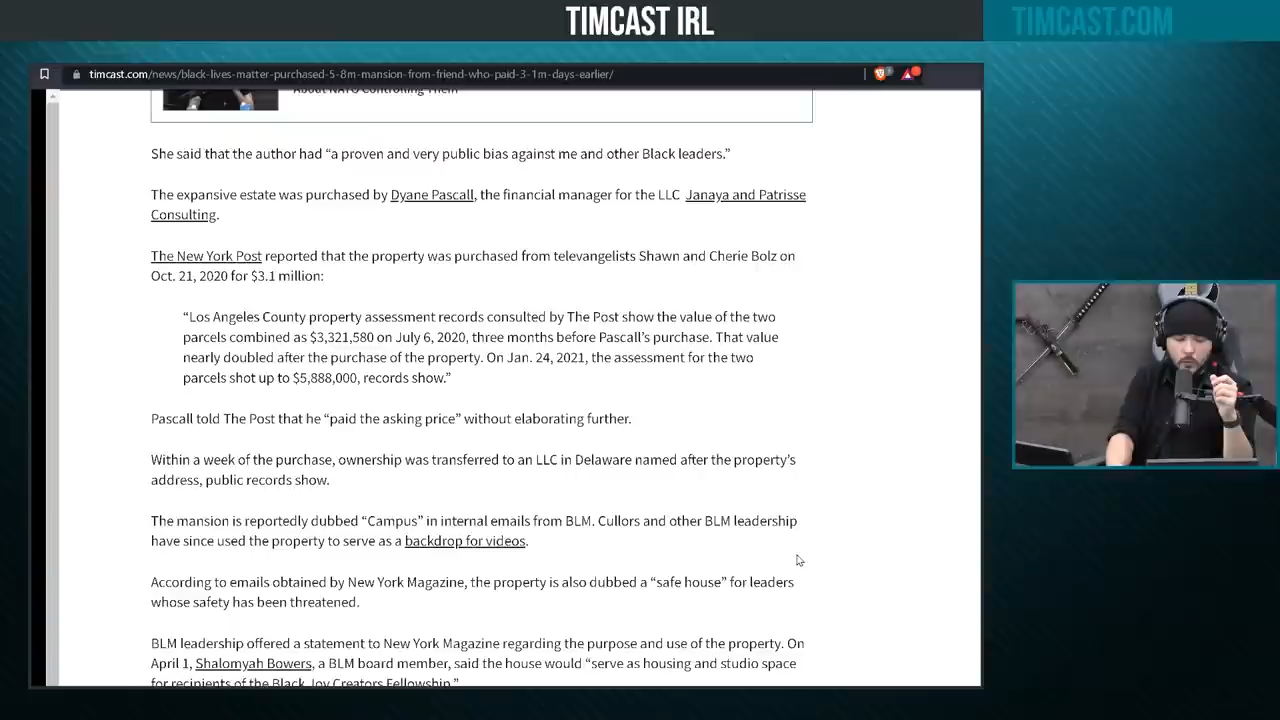 TIMCAST IRL
TIMCAST.COM
timcast.com/news/black-lives-matter-purchased-5-8m-mansion-from-friend-who-paid-3-1m-days-earlier/
About NATO Controlling Them
She said that the author had “a proven and very public bias against me and other Black leaders.”
The expansive estate was purchased by Dyane Pascall, the financial manager for the LLC Janaya and Patrisse
Consulting.
The New York Post reported that the property was purchased from televangelists Shawn and Cherie Bolz on
Oct. 21, 2020 for $3.1 million:
“Los Angeles County property assessment records consulted by The Post show the value of the two
parcels combined as $3,321,580 on July 6, 2020, three months before Pascall’s purchase. That value
nearly doubled after the purchase of the property. On Jan. 24, 2021, the assessment for the two
parcels shot up to $5,888,000, records show.”
Pascall told The Post that he “paid the asking price” without elaborating further.
Within a week of the purchase, ownership was transferred to an LLC in Delaware named after the property’s
address, public records show.
The mansion is reportedly dubbed “Campus” in internal emails from BLM. Cullors and other BLM leadership
have since used the property to serve as a backdrop for videos.
According to emails obtained by New York Magazine, the property is also dubbed a “safe house” for leaders
whose safety has been threatened.
BLM leadership offered a statement to New York Magazine regarding the purpose and use of the property. On
April 1, Shalomyah Bowers, a BLM board member, said the house would “serve as housing and studio space
for recipients of the Black Joy Creators Fellowship.”